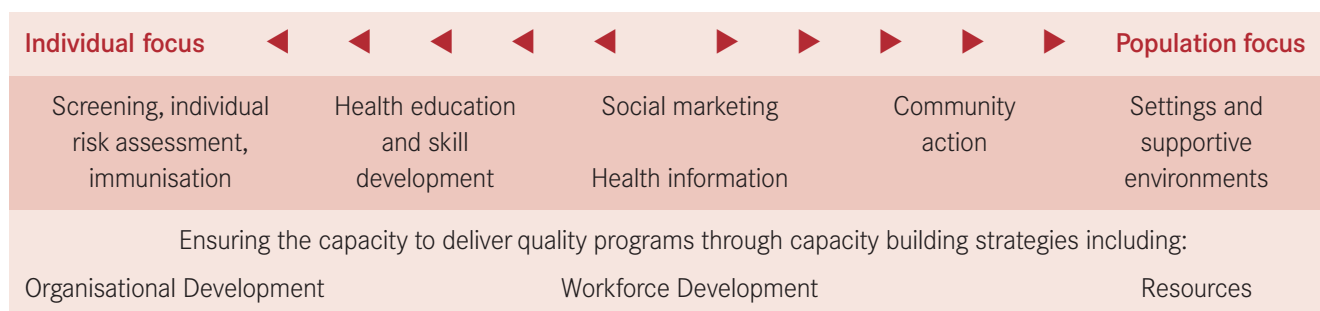 Individual focus ◀ ◀ ◀ ◀ ◀ ▶ ▶ ▶ ▶ ▶ Population focus
Screening, individual
risk assessment,
immunisation
Health education
and skill
development
Social marketing
Health information
Community
action
Settings and
supportive
environments
Ensuring the capacity to deliver quality programs through capacity building strategies including:
Organisational Development Workforce Development Resources